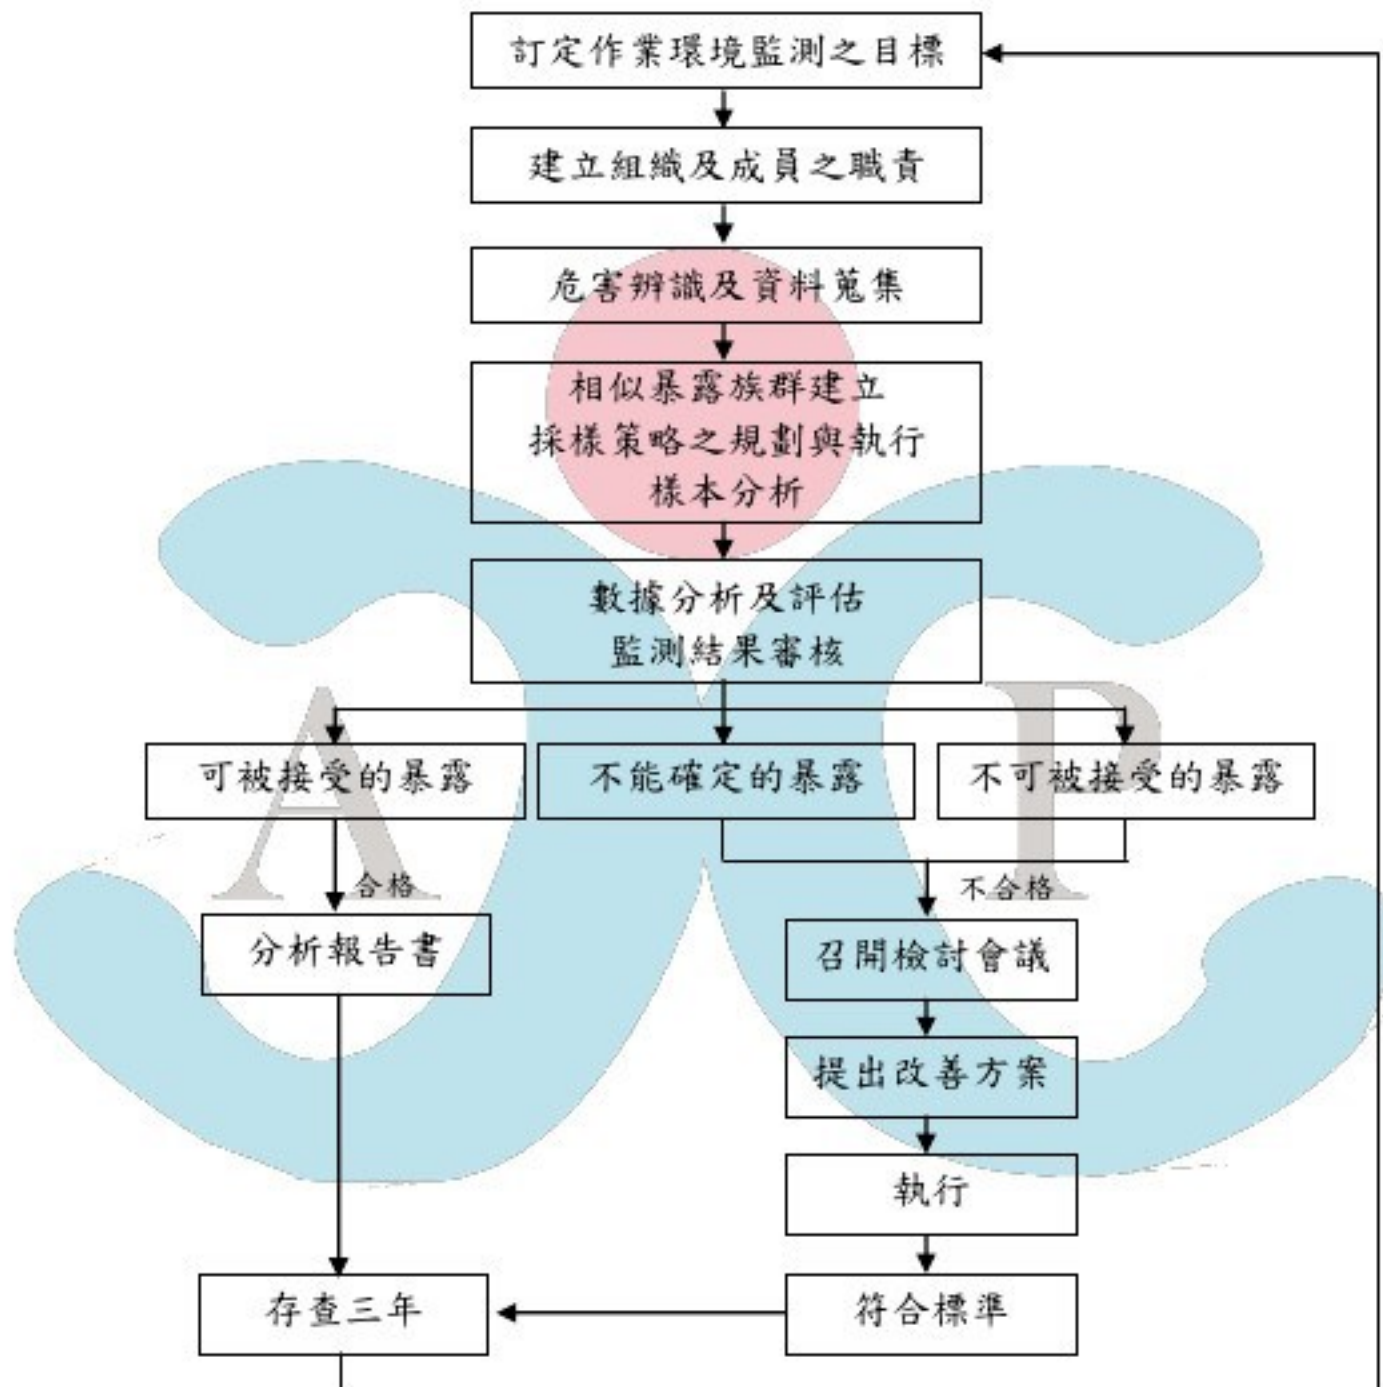 訂定作業環境監測之目標
建立組織及成員之職責
危害辨識及資料蒐集
相似暴露族群建立
採樣策略之規劃與執行
樣本分析
數據分析及評估
監測結果審核
可被接受的暴露
不能確定的暴露
不可被接受的暴露
A
P
合格
不合格
分析報告書
召開檢討會議
提出改善方案
執行
存查三年
符合標準